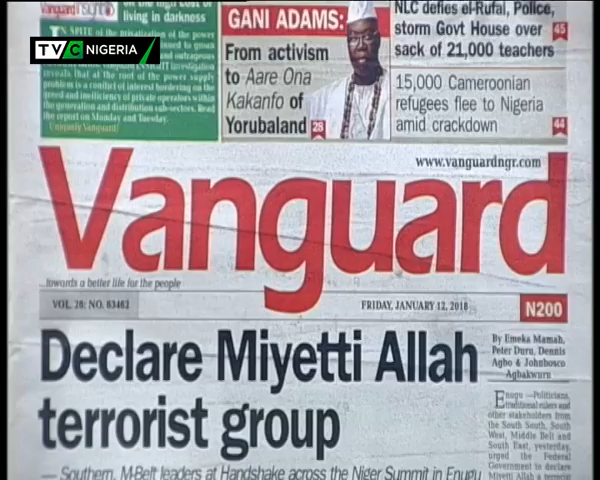 living in darkness
IN SPITE of the privatization of the power
reveals that at the root of the power supply
problem is a conflict of interest bordering on the
greed and inefficiency of private operators within
the generation and distribution sub-sectors. Read
the report on Monday and Tuesday.
Uniquely Vanguard!
TVC NIGERIA
GANI ADAMS:
From activism
to Aare Ona
Kakanfo of
Yorubaland 28
NLC defies el-Rufai, Police,
storm Govt House over 45
sack of 21,000 teachers
15,000 Cameroonian
refugees flee to Nigeria
amid crackdown 44
www.vanguardngr.com
Vanguard
...towards a better life for the people
VOL. 26: NO. 63462
FRIDAY, JANUARY 12, 2018
N200
Declare Miyetti Allah
terrorist group
— Southern, M-Belt leaders at Handshake across the Niger Summit in Enugu
By Emeka Mamah,
Peter Duru, Dennis
Agbo & Johnbosco
Agbakwuru
Enugu —Politicians,
traditional rulers and
other stakeholders from
the South South, South
West, Middle Belt and
South East, yesterday,
urged the Federal
Government to declare
Miyetti Allah a terrorist